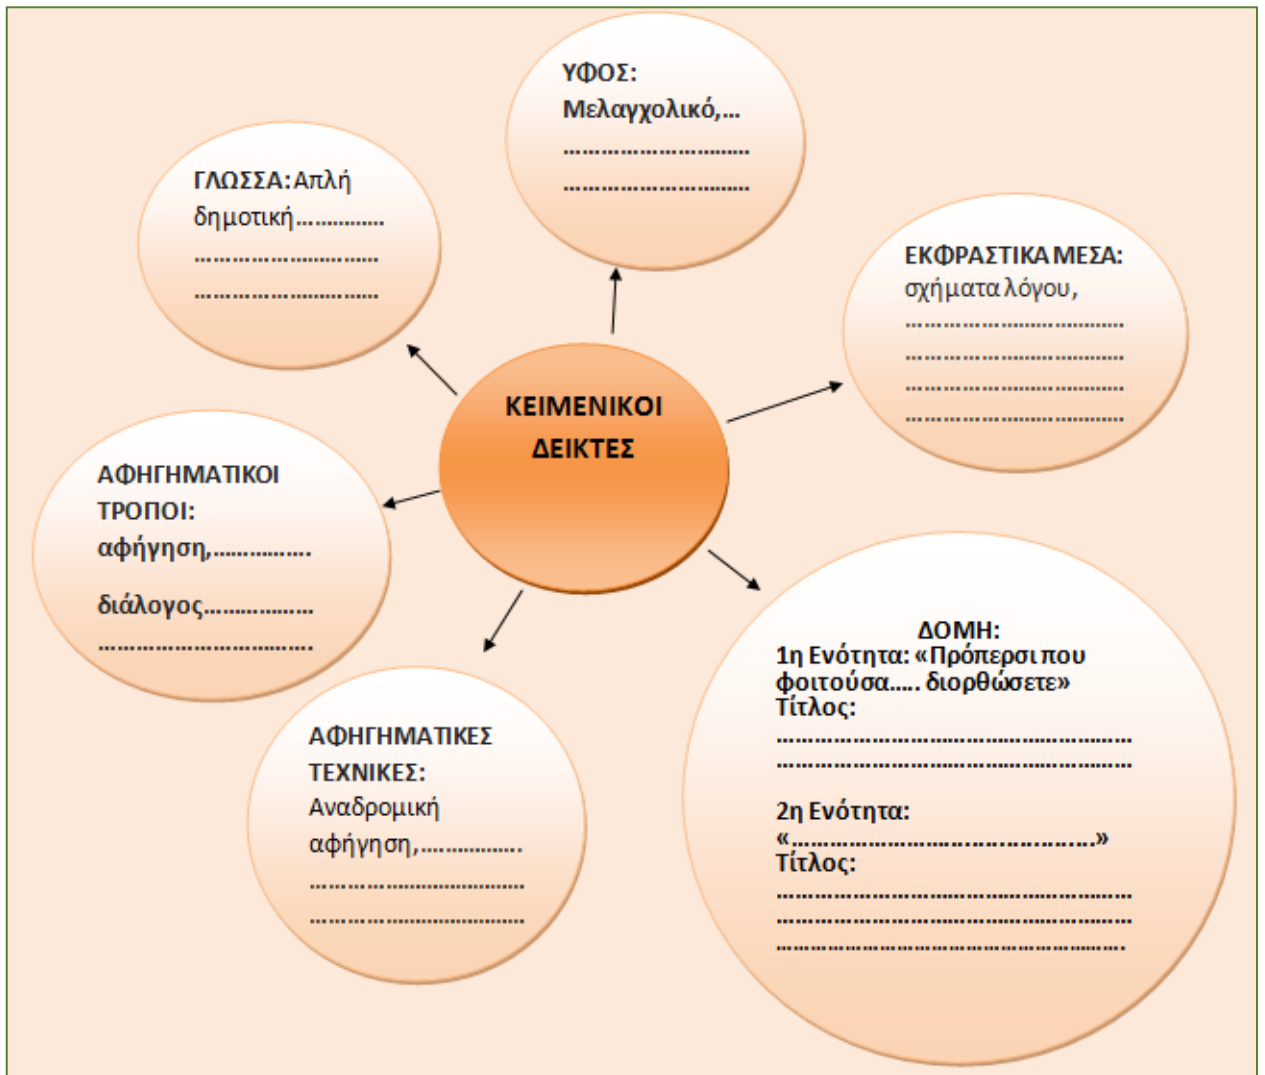 ΥΦΟΣ:
Μελαγχολικό,...
……………………………
……………………………
ΓΛΩΣΣΑ: Απλή
δημοτική……………
……………………………
……………………………
ΕΚΦΡΑΣΤΙΚΑ ΜΕΣΑ:
σχήματα λόγου,
…………………………………
…………………………………
…………………………………
…………………………………
ΚΕΙΜΕΝΙΚΟΙ
ΔΕΙΚΤΕΣ
ΑΦΗΓΗΜΑΤΙΚΟΙ
ΤΡΟΠΟΙ:
αφήγηση,……………
διάλογος………………
…………………………………
ΑΦΗΓΗΜΑΤΙΚΕΣ
ΤΕΧΝΙΚΕΣ:
Αναδρομική
αφήγηση,……………
…………………………………
…………………………………
ΔΟΜΗ:
1η Ενότητα: «Πρόπερσι που
φοιτούσα..... διορθώσετε»
Τίτλος:
………………………………………………………
………………………………………………………
2η Ενότητα:
«………………………………………………»
Τίτλος:
………………………………………………………
………………………………………………………
………………………………………………………